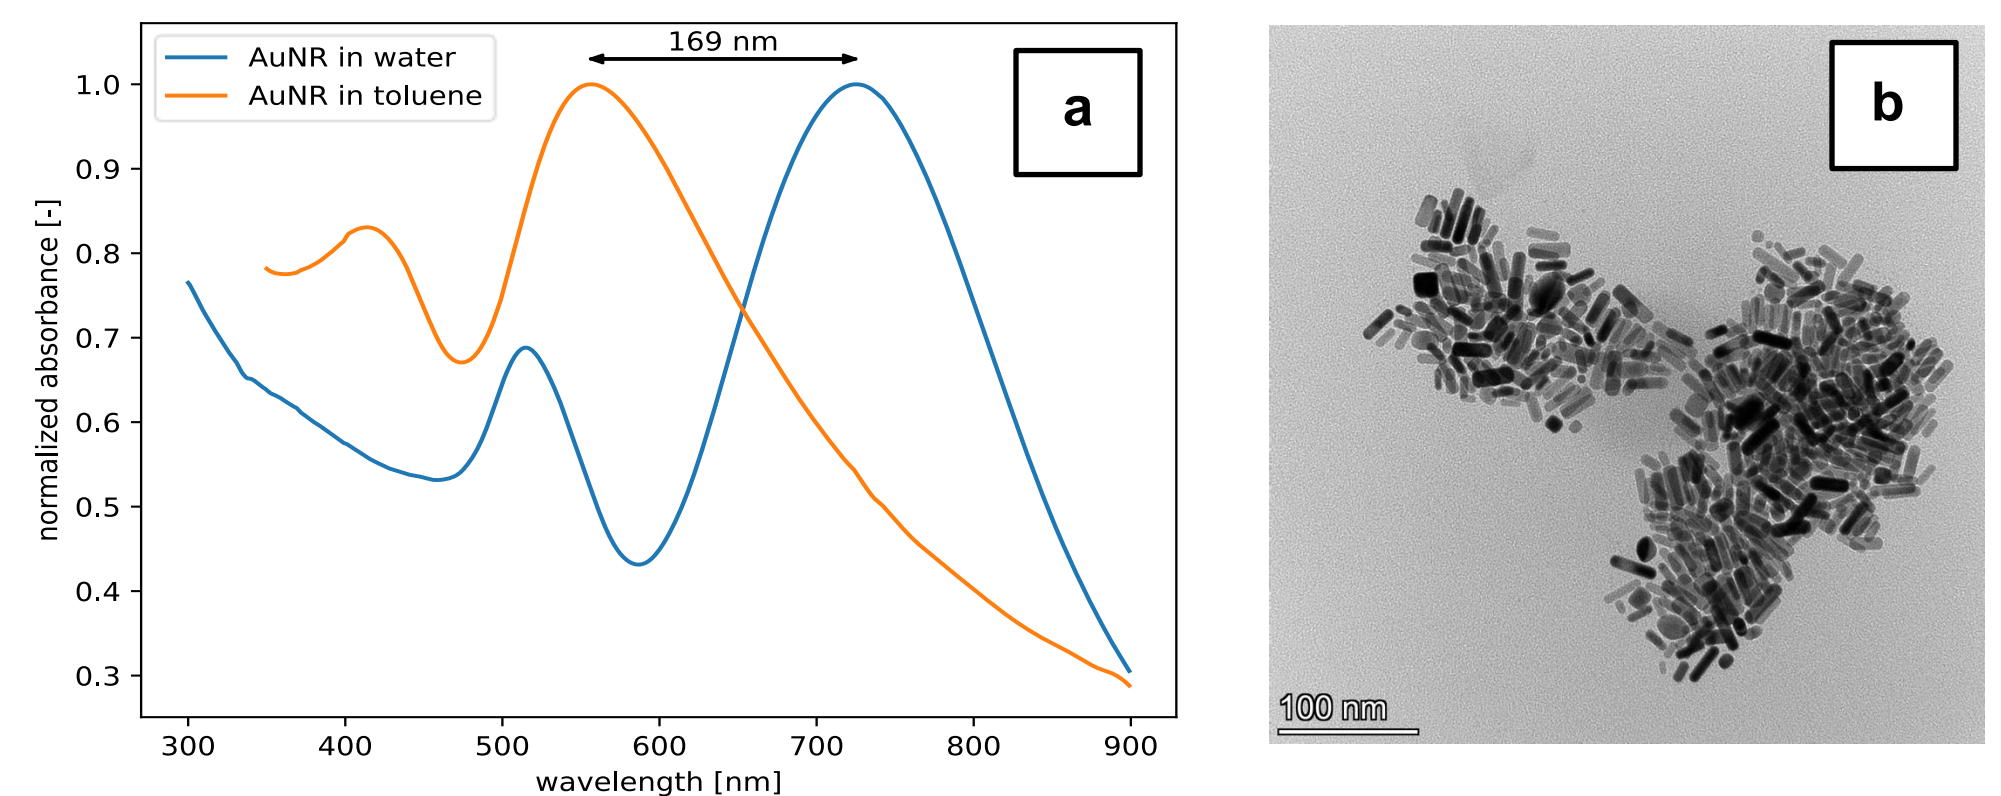 169 nm
AuNR in water
AuNR in toluene
a
1.0
0.9
0.8
0.7
0.6
0.5
0.4
0.3
normalized absorbance [-]
300 400 500 600 700 800 900
wavelength [nm]
b
100 nm